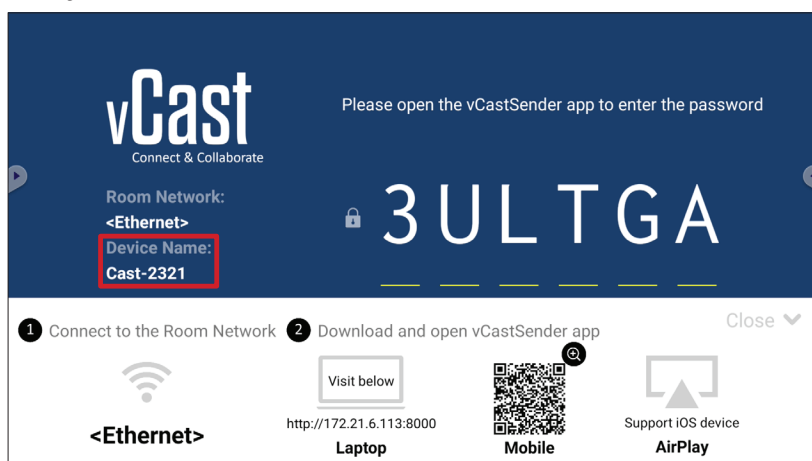 vCast
Connect & Collaborate
Please open the vCastSender app to enter the password
Room Network:
<Ethernet>
Device Name:
Cast-2321
3ULTGA
Close
1 Connect to the Room Network
2 Download and open vCastSender app
<Ethernet>
Visit below
http://172.21.6.113:8000
Laptop
Mobile
Support iOS device
AirPlay